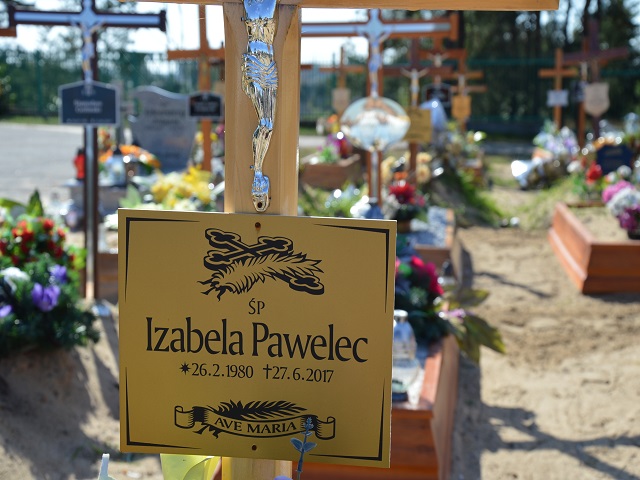 ŚP
Izabela Pawelec
✶26.2.1980 ✝27.6.2017
AVE MARIA